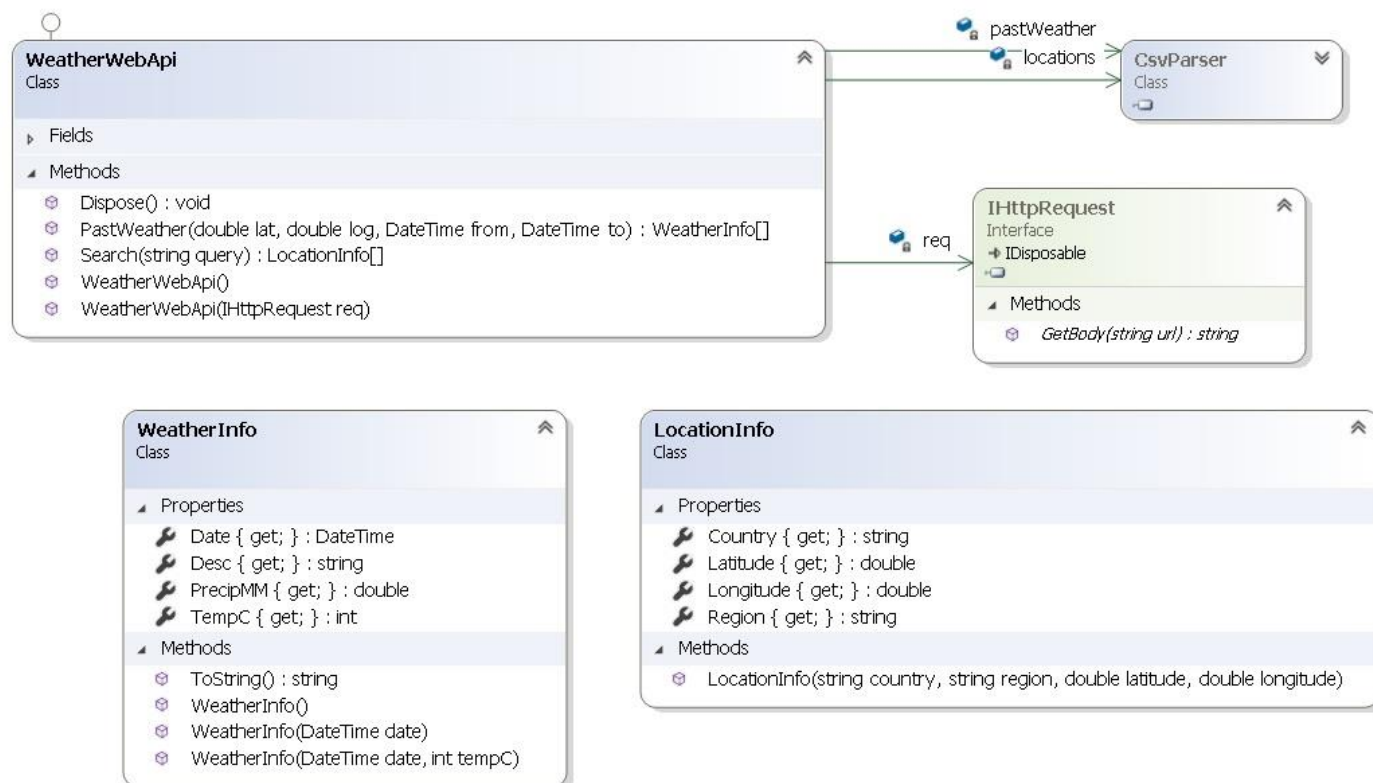 WeatherWebApi
Class
Fields
Methods
Dispose() : void
PastWeather(double lat, double log, DateTime from, DateTime to) : WeatherInfo[]
Search(string query) : LocationInfo[]
WeatherWebApi()
WeatherWebApi(IHttpRequest req)
pastWeather
locations
CsvParser
Class
req
IHttpRequest
Interface
IDisposable
Methods
GetBody(string url) : string
WeatherInfo
Class
Properties
Date { get; } : DateTime
Desc { get; } : string
PrecipMM { get; } : double
TempC { get; } : int
Methods
ToString() : string
WeatherInfo()
WeatherInfo(DateTime date)
WeatherInfo(DateTime date, int tempC)
LocationInfo
Class
Properties
Country { get; } : string
Latitude { get; } : double
Longitude { get; } : double
Region { get; } : string
Methods
LocationInfo(string country, string region, double latitude, double longitude)